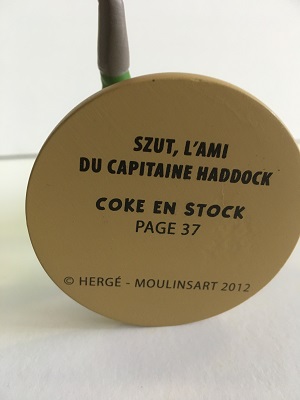 SZUT, L'AMI
DU CAPITAINE HADDOCK
COKE EN STOCK
PAGE 37
© HERGÉ - MOULINSART 2012